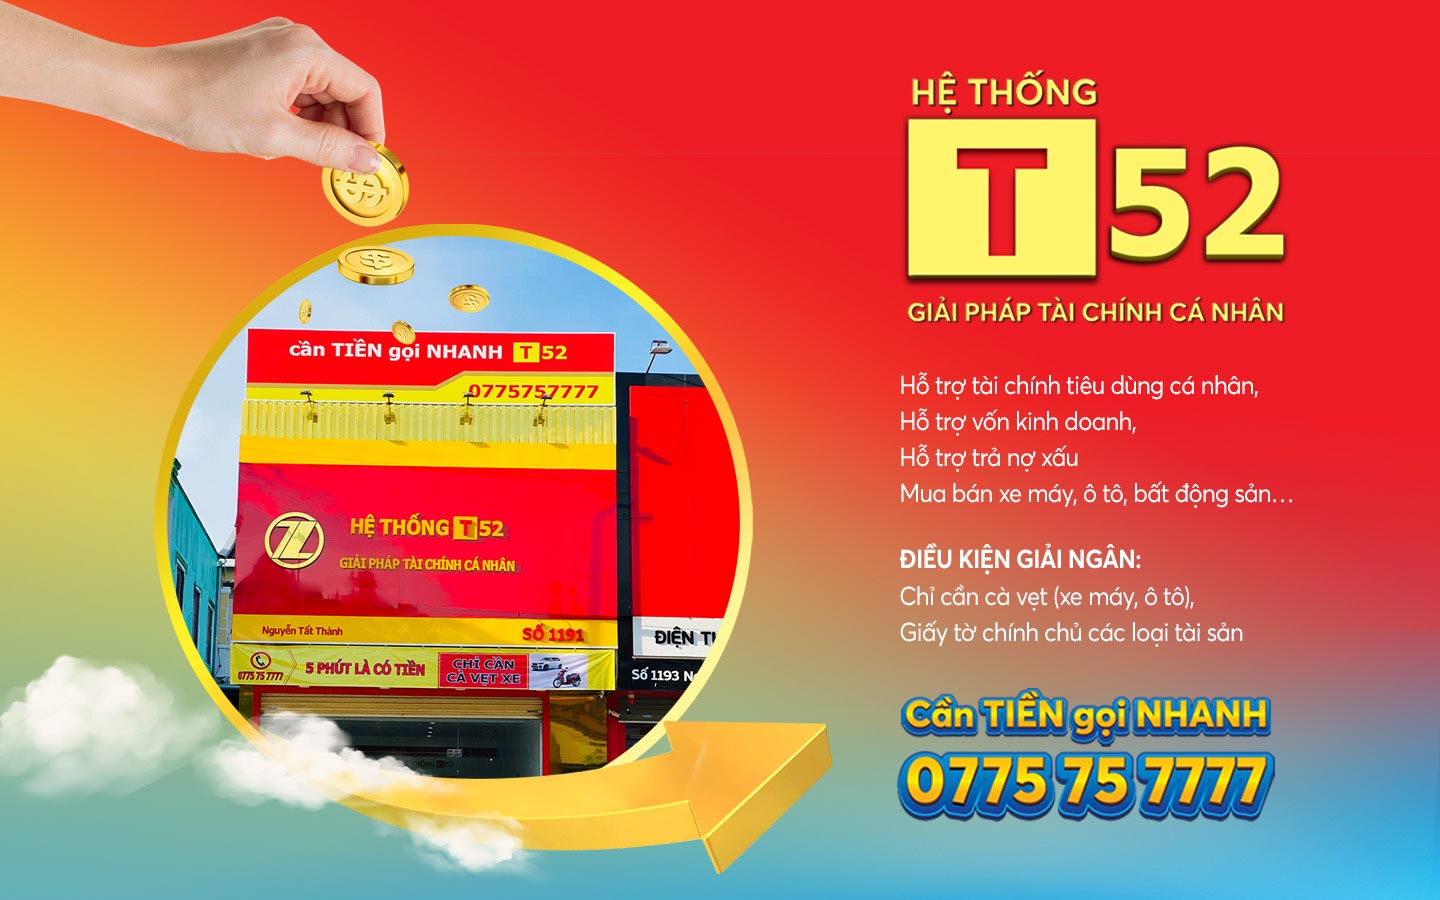 HỆ THỐNG
T52
GIẢI PHÁP TÀI CHÍNH CÁ NHÂN
Hỗ trợ tài chính tiêu dùng cá nhân,
Hỗ trợ vốn kinh doanh,
Hỗ trợ trả nợ xấu
Mua bán xe máy, ô tô, bất động sản...
ĐIỀU KIỆN GIẢI NGÂN:
Chỉ cần cà vẹt (xe máy, ô tô),
Giấy tờ chính chủ các loại tài sản
Cần TIỀN gọi NHANH
0775 75 7777
cần TIỀN gọi NHANH T52
0775757777
HỆ THỐNG T52
GIẢI PHÁP TÀI CHÍNH CÁ NHÂN
Nguyễn Tất Thành
SỐ 1191
0775 75 7777
5 PHÚT LÀ CÓ TIỀN
CHỈ CẦN
CÀ VẸT XE
ĐIỆN
Số 1193